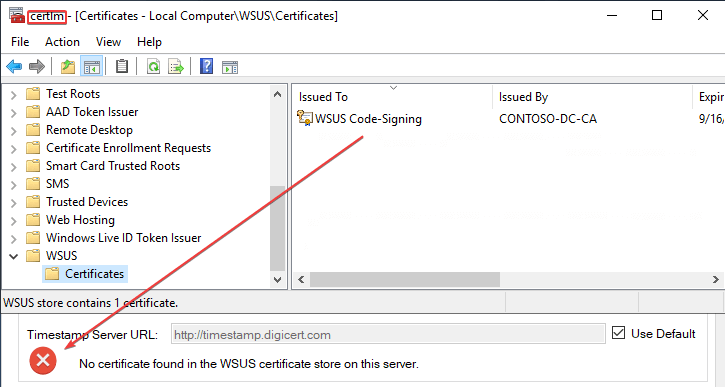 certlm - [Certificates - Local Computer\WSUS\Certificates]
File Action View Help
Test Roots
AAD Token Issuer
Remote Desktop
Certificate Enrollment Requests
Smart Card Trusted Roots
SMS
Trusted Devices
Web Hosting
Windows Live ID Token Issuer
WSUS
Certificates
Issued To Issued By Expir
WSUS Code-Signing CONTOSO-DC-CA 9/16/
WSUS store contains 1 certificate.
Timestamp Server URL: http://timestamp.digicert.com Use Default
No certificate found in the WSUS certificate store on this server.